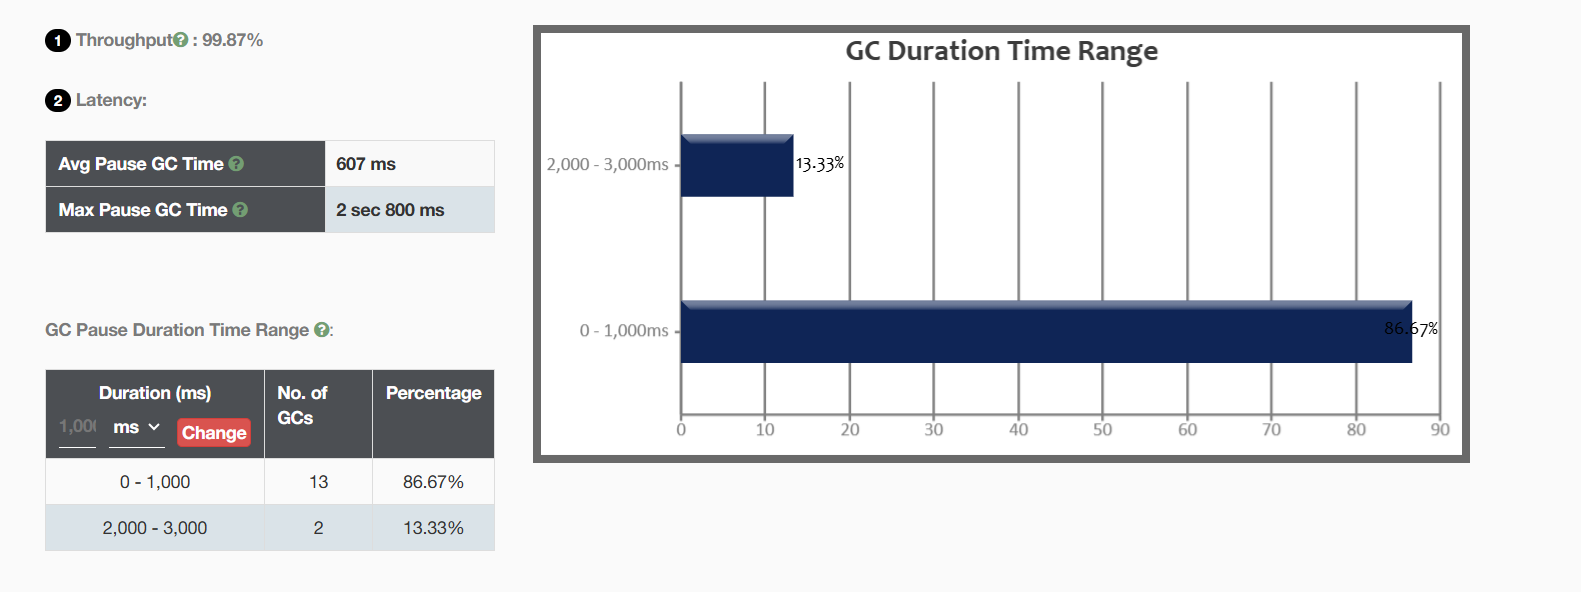 1 Throughput? : 99.87%
2 Latency:
Avg Pause GC Time ? 607 ms
Max Pause GC Time ? 2 sec 800 ms
GC Pause Duration Time Range ?:
Duration (ms) No. of GCs Percentage
1,00 ms Change
0 - 1,000 13 86.67%
2,000 - 3,000 2 13.33%
GC Duration Time Range
2,000 - 3,000ms 13.33%
0 - 1,000ms 86.67%
0 10 20 30 40 50 60 70 80 90